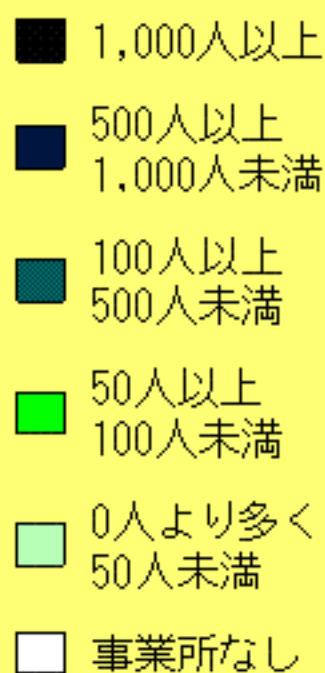 1,000人以上
500人以上
1,000人未満
100人以上
500人未満
50人以上
100人未満
0人より多く
50人未満
事業所なし